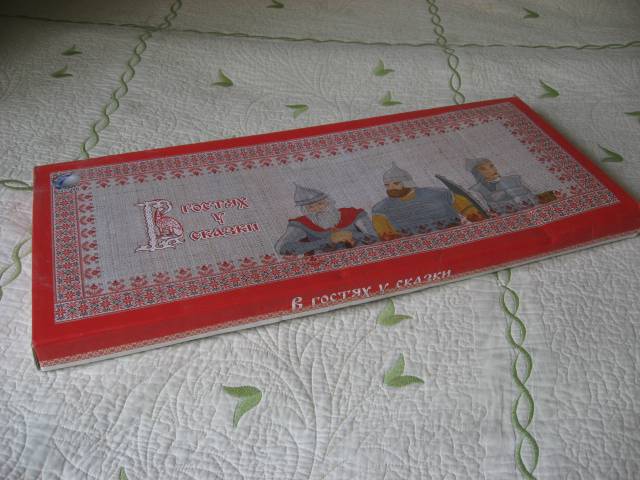 В гостях
у
сказки
В гостях у сказки